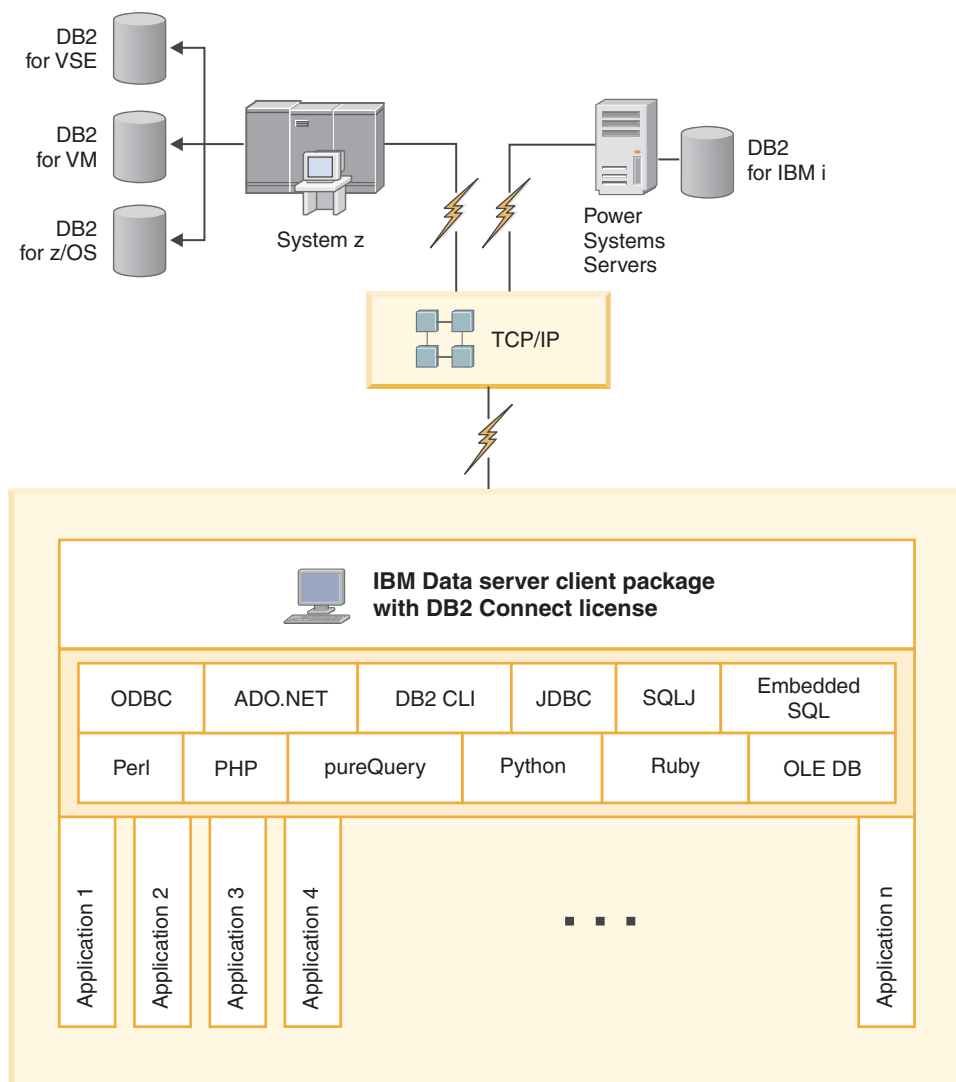 DB2
for VSE
DB2
for VM
DB2
for z/OS
System z
Power
Systems
Servers
DB2
for IBM i
TCP/IP
IBM Data server client package
with DB2 Connect license
ODBC
ADO.NET
DB2 CLI
JDBC
SQLJ
Embedded
SQL
Perl
PHP
pureQuery
Python
Ruby
OLE DB
Application 1
Application 2
Application 3
Application 4
. . .
Application n